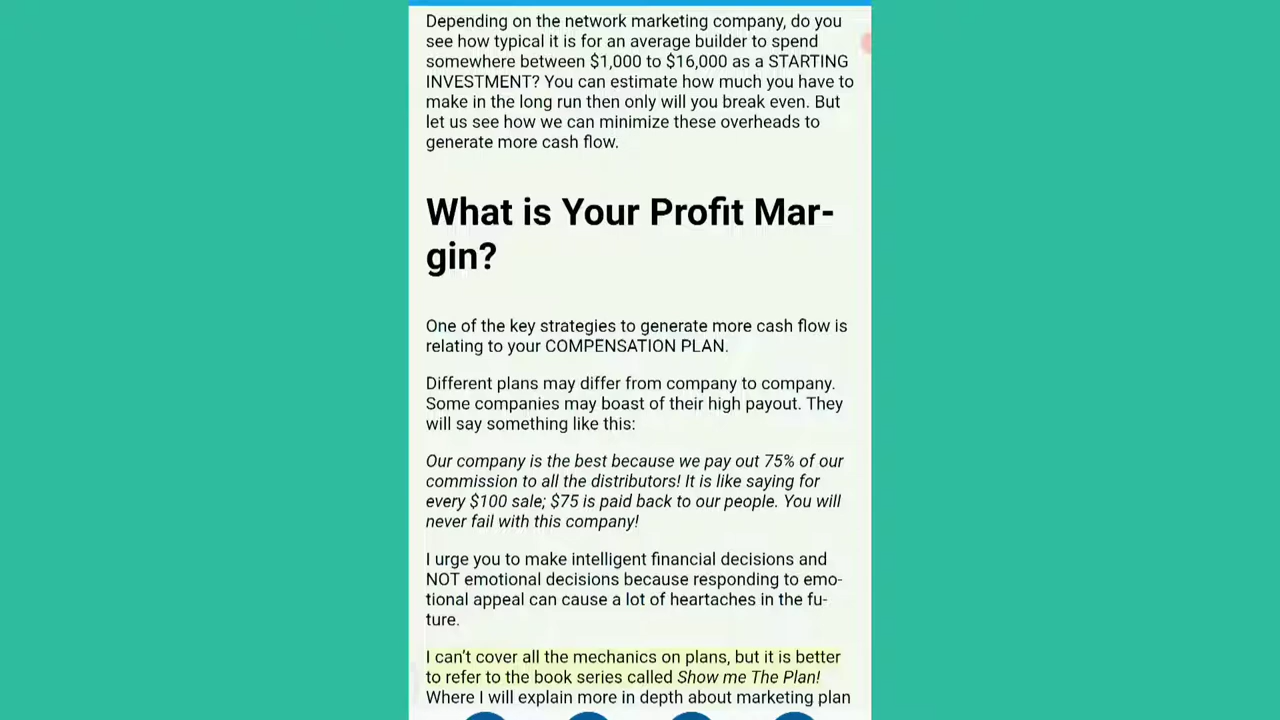 Depending on the network marketing company, do you
see how typical it is for an average builder to spend
somewhere between $1,000 to $16,000 as a STARTING
INVESTMENT? You can estimate how much you have to
make in the long run then only will you break even. But
let us see how we can minimize these overheads to
generate more cash flow.
What is Your Profit Mar-
gin?
One of the key strategies to generate more cash flow is
relating to your COMPENSATION PLAN.
Different plans may differ from company to company.
Some companies may boast of their high payout. They
will say something like this:
Our company is the best because we pay out 75% of our
commission to all the distributors! It is like saying for
every $100 sale; $75 is paid back to our people. You will
never fail with this company!
I urge you to make intelligent financial decisions and
NOT emotional decisions because responding to emo-
tional appeal can cause a lot of heartaches in the fu-
ture.
I can't cover all the mechanics on plans, but it is better
to refer to the book series called Show me The Plan!
Where I will explain more in depth about marketing plan